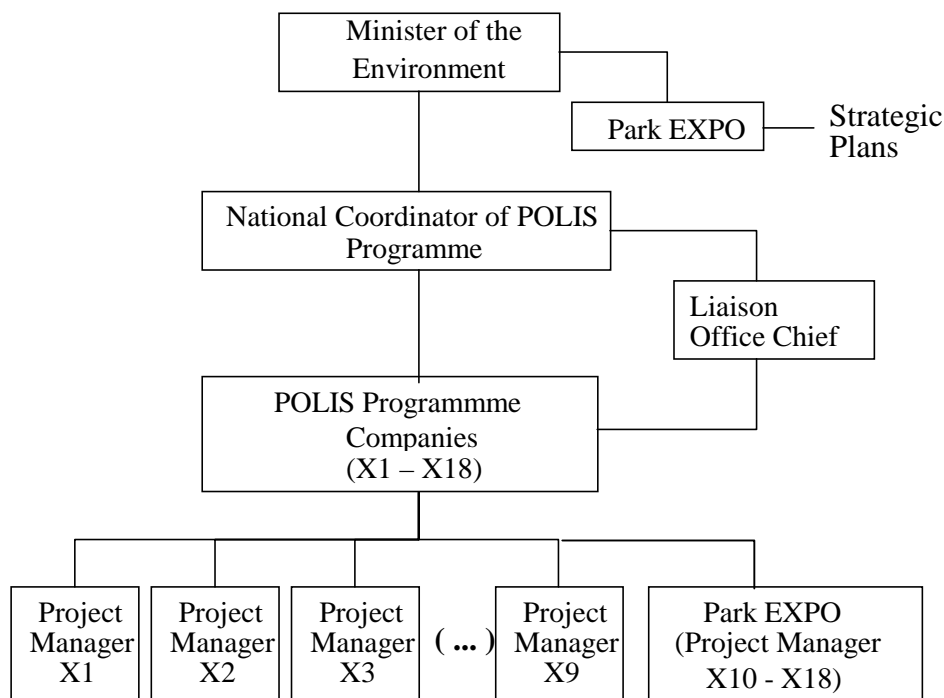 Minister of the
Environment
Park EXPO
Strategic
Plans
National Coordinator of POLIS
Programme
Liaison
Office Chief
POLIS Programmme
Companies
(X1 – X18)
Project
Manager
X1
Project
Manager
X2
Project
Manager
X3
( ... )
Project
Manager
X9
Park EXPO
(Project Manager
X10 - X18)